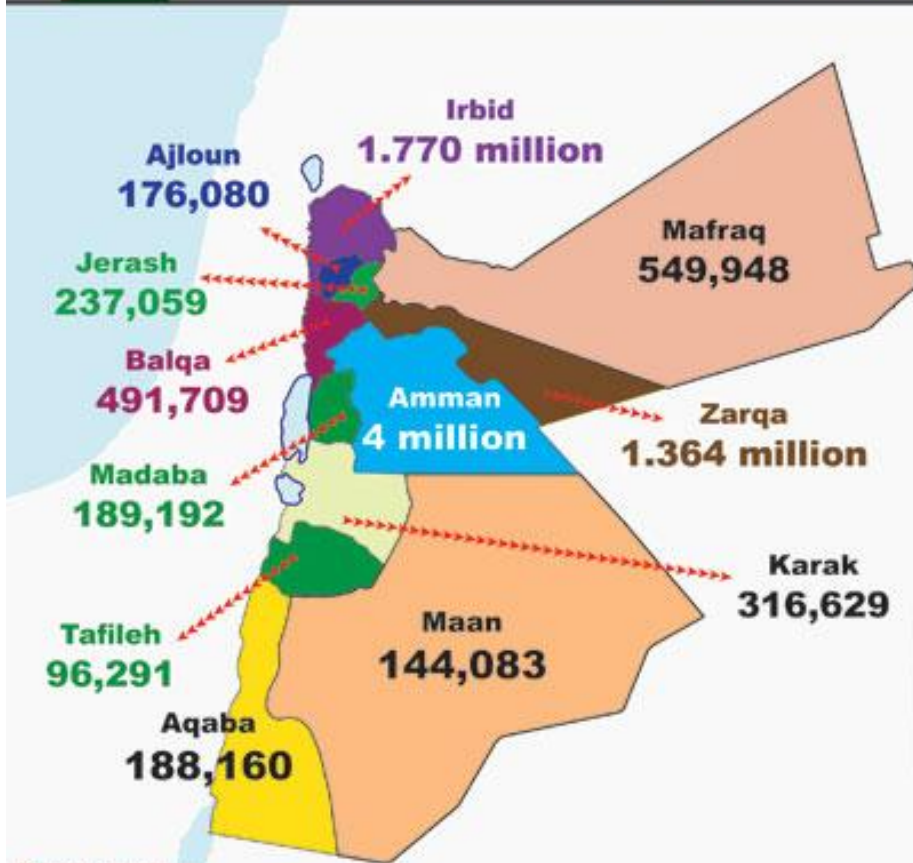 Irbid
1.770 million
Ajloun
176,080
Mafraq
549,948
Jerash
237,059
Balqa
491,709
Amman
4 million
Zarqa
1.364 million
Madaba
189,192
Karak
316,629
Maan
144,083
Tafileh
96,291
Aqaba
188,160